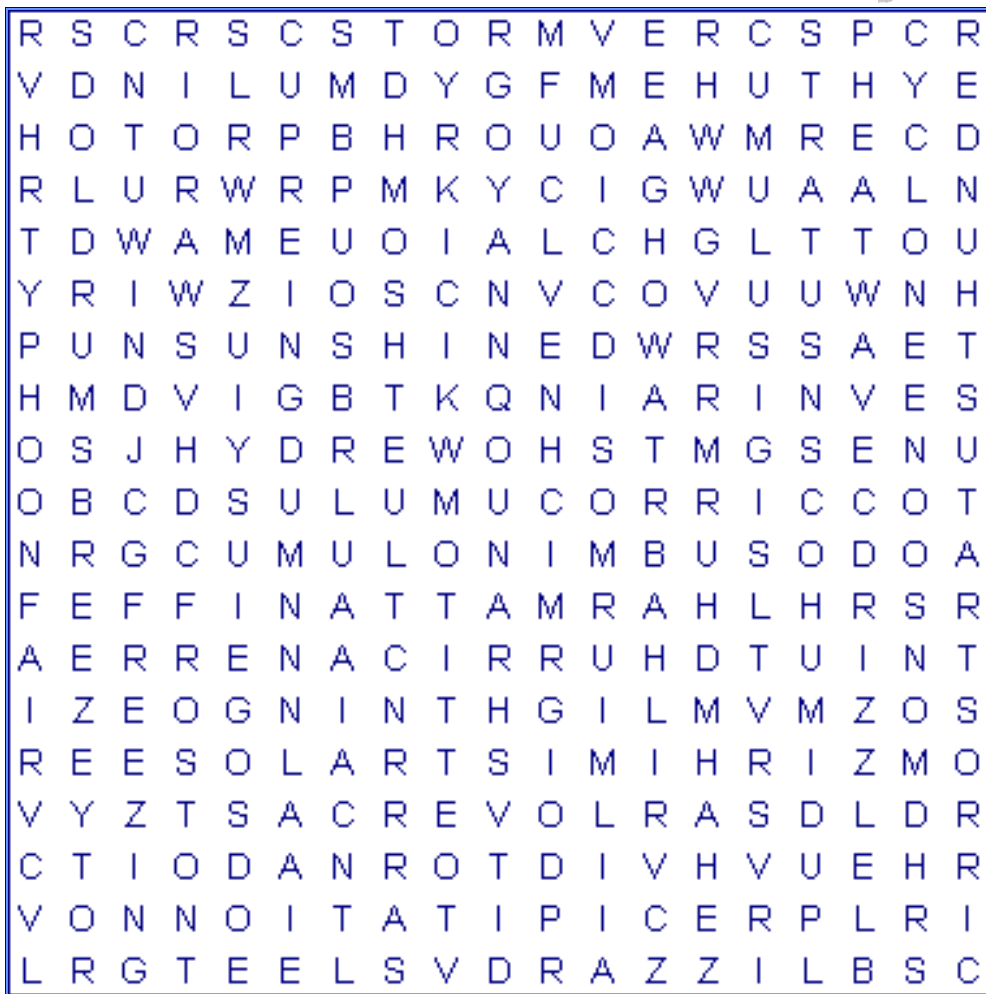 R S C R S C S T O R M V E R C S P C R
V D N I L U M D Y G F M E H U T H Y E
H O T O R P B H R O U O A W M R E C D
R L U R W R P M K Y C I G W U A A L N
T D W A M E U O I A L C H G L T T O U
Y R I W Z I O S C N V C O V U U W N H
P U N S U N S H I N E D W R S S A E T
H M D V I G B T K Q N I A R I N V E S
O S J H Y D R E W O H S T M G S E N U
O B C D S U L U M U C O R R I C C O T
N R G C U M U L O N I M B U S O D O A
F E F F I N A T T A M R A H L H R S R
A E R R E N A C I R R U H D T U I N T
I Z E O G N I N T H G I L M V M Z O S
R E E S O L A R T S I M I H R I Z M O
V Y Z T S A C R E V O L R A S D L D R
C T I O D A N R O T D I V H V U E H R
V O N N O I T A T I P I C E R P L R I
L R G T E E L S V D R A Z Z I L B S C